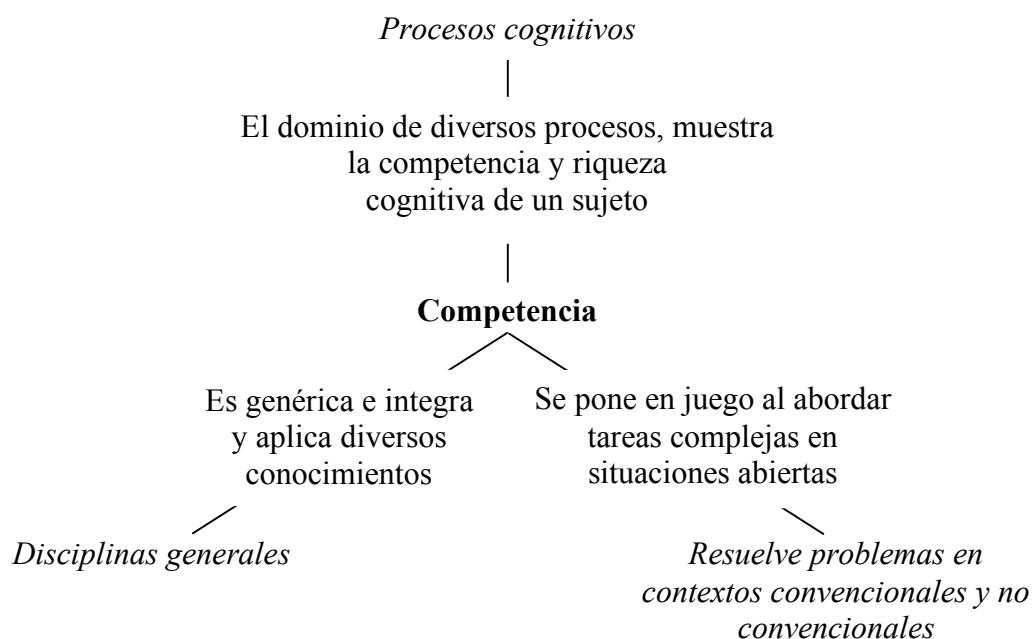 Procesos cognitivos
El dominio de diversos procesos, muestra
la competencia y riqueza
cognitiva de un sujeto
Competencia
Es genérica e integra
y aplica diversos
conocimientos
Se pone en juego al abordar
tareas complejas en
situaciones abiertas
Disciplinas generales
Resuelve problemas en
contextos convencionales y no
convencionales